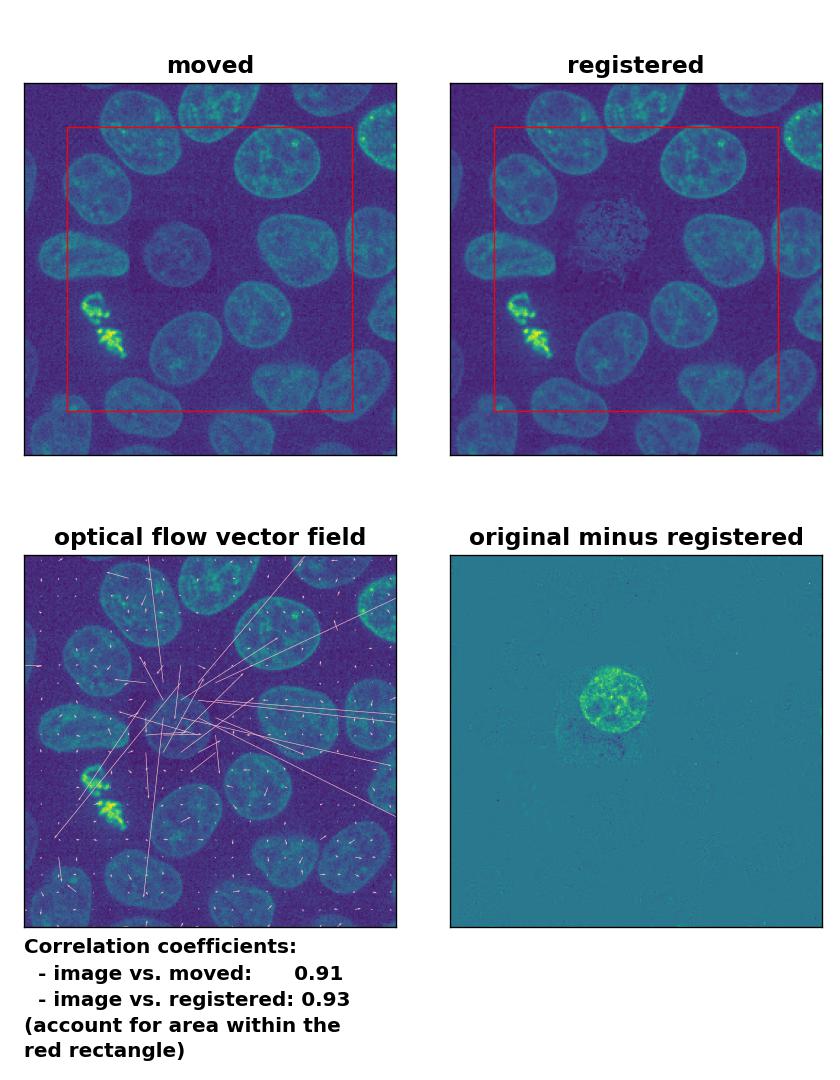 moved
registered
optical flow vector field
original minus registered
Correlation coefficients:
- image vs. moved: 0.91
- image vs. registered: 0.93
(account for area within the
red rectangle)